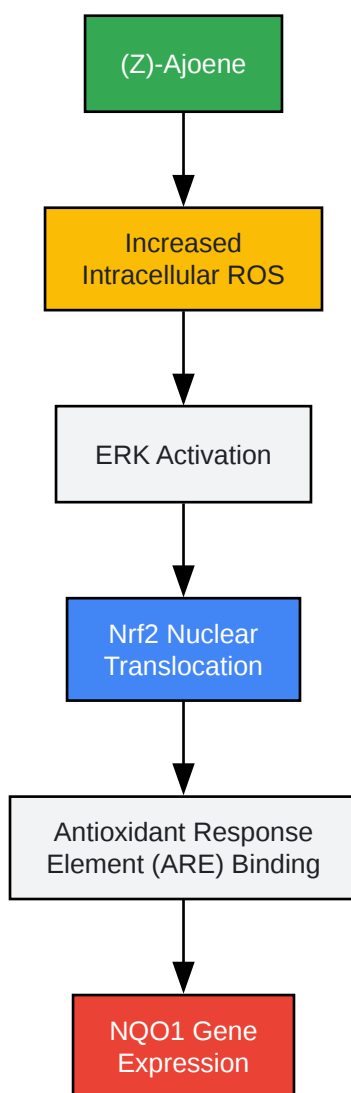 (Z)-Ajoene
Increased
Intracellular ROS
ERK Activation
Nrf2 Nuclear
Translocation
Antioxidant Response
Element (ARE) Binding
NQO1 Gene
Expression